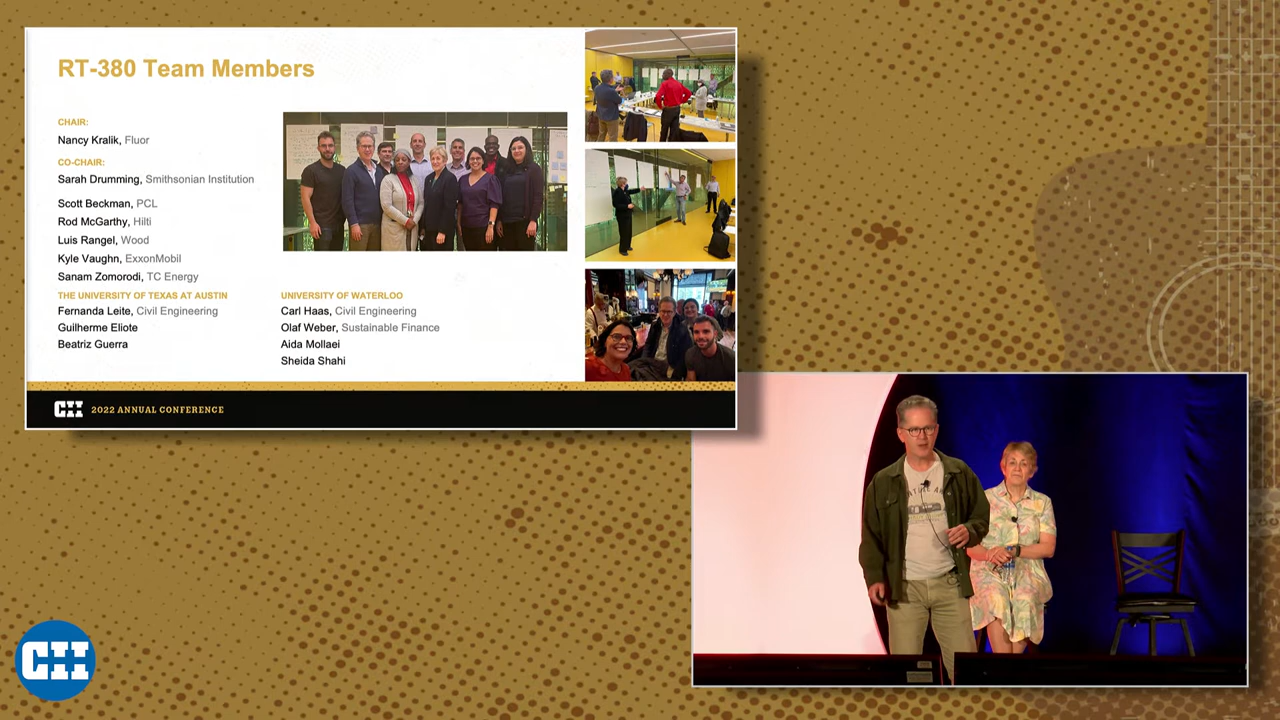 RT-380 Team Members
CHAIR:
Nancy Kralik, Fluor
CO-CHAIR:
Sarah Drumming, Smithsonian Institution
Scott Beckman, PCL
Rod McGarthy, Hilti
Luis Rangel, Wood
Kyle Vaughn, ExxonMobil
Sanam Zomorodi, TC Energy
THE UNIVERSITY OF TEXAS AT AUSTIN
Fernanda Leite, Civil Engineering
Guilherme Eliote
Beatriz Guerra
UNIVERSITY OF WATERLOO
Carl Haas, Civil Engineering
Olaf Weber, Sustainable Finance
Aida Mollaei
Sheida Shahi
CII 2022 ANNUAL CONFERENCE
CII